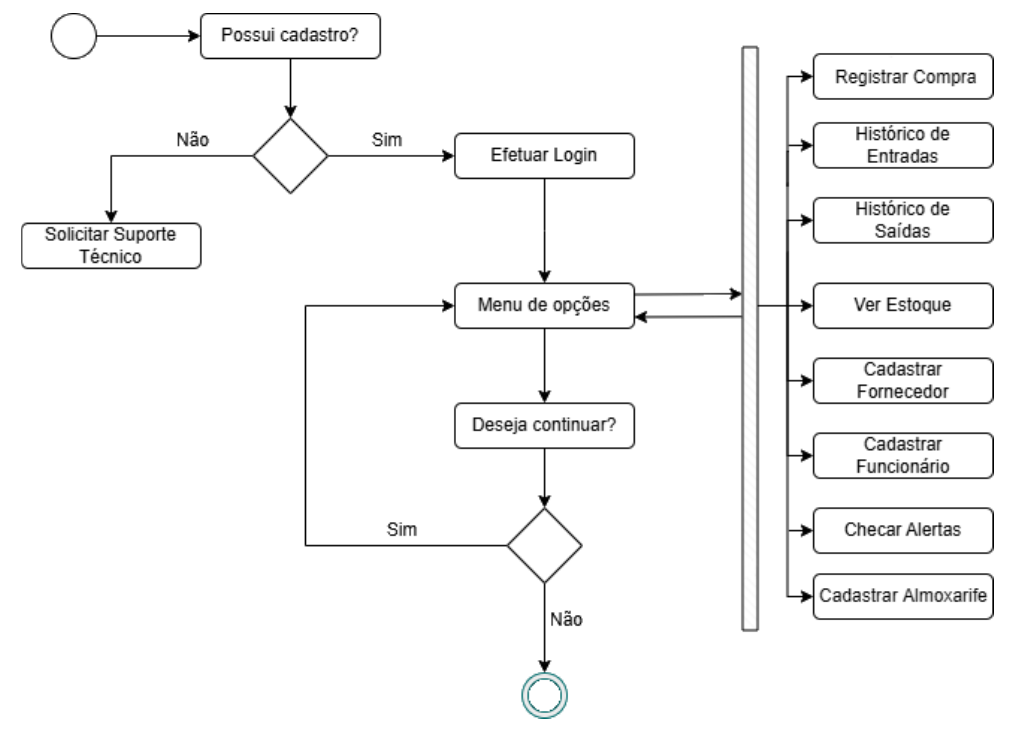 Possui cadastro?
Não
Sim
Efetuar Login
Solicitar Suporte
Técnico
Menu de opções
Deseja continuar?
Sim
Não
Registrar Compra
Histórico de
Entradas
Histórico de
Saídas
Ver Estoque
Cadastrar
Fornecedor
Cadastrar
Funcionário
Checar Alertas
Cadastrar Almoxarife